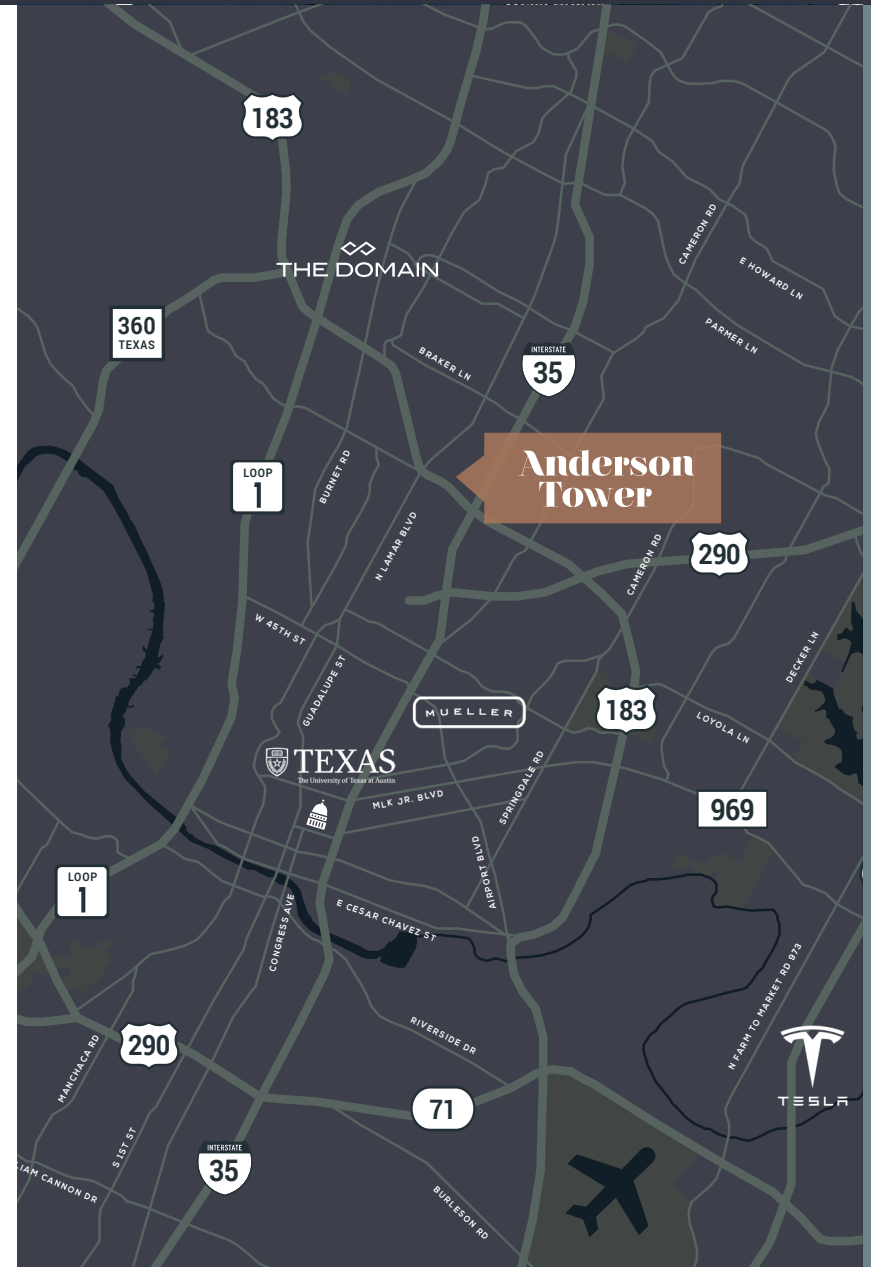 183
CAMERON RD
E HOWARD LN
THE DOMAIN
360
TEXAS
PARMER LN
BRAKER LN
INTERSTATE
35
Anderson
Tower
LOOP
1
BURNET RD
N LAMAR BLVD
CAMERON RD
290
W 45TH ST
DECKER LN
GUADALUPE ST
MUELLER
183
LOYOLA LN
TEXAS
The University of Texas at Austin
MLK JR. BLVD
SPRINGDALE RD
969
AIRPORT BLVD
LOOP
1
E CESAR CHAVEZ ST
CONGRESS AVE
N FARM TO MARKET RD 973
290
RIVERSIDE DR
MANCHACA RD
TESLA
71
S 1ST ST
INTERSTATE
35
LIAM CANNON DR
BURLESON RD